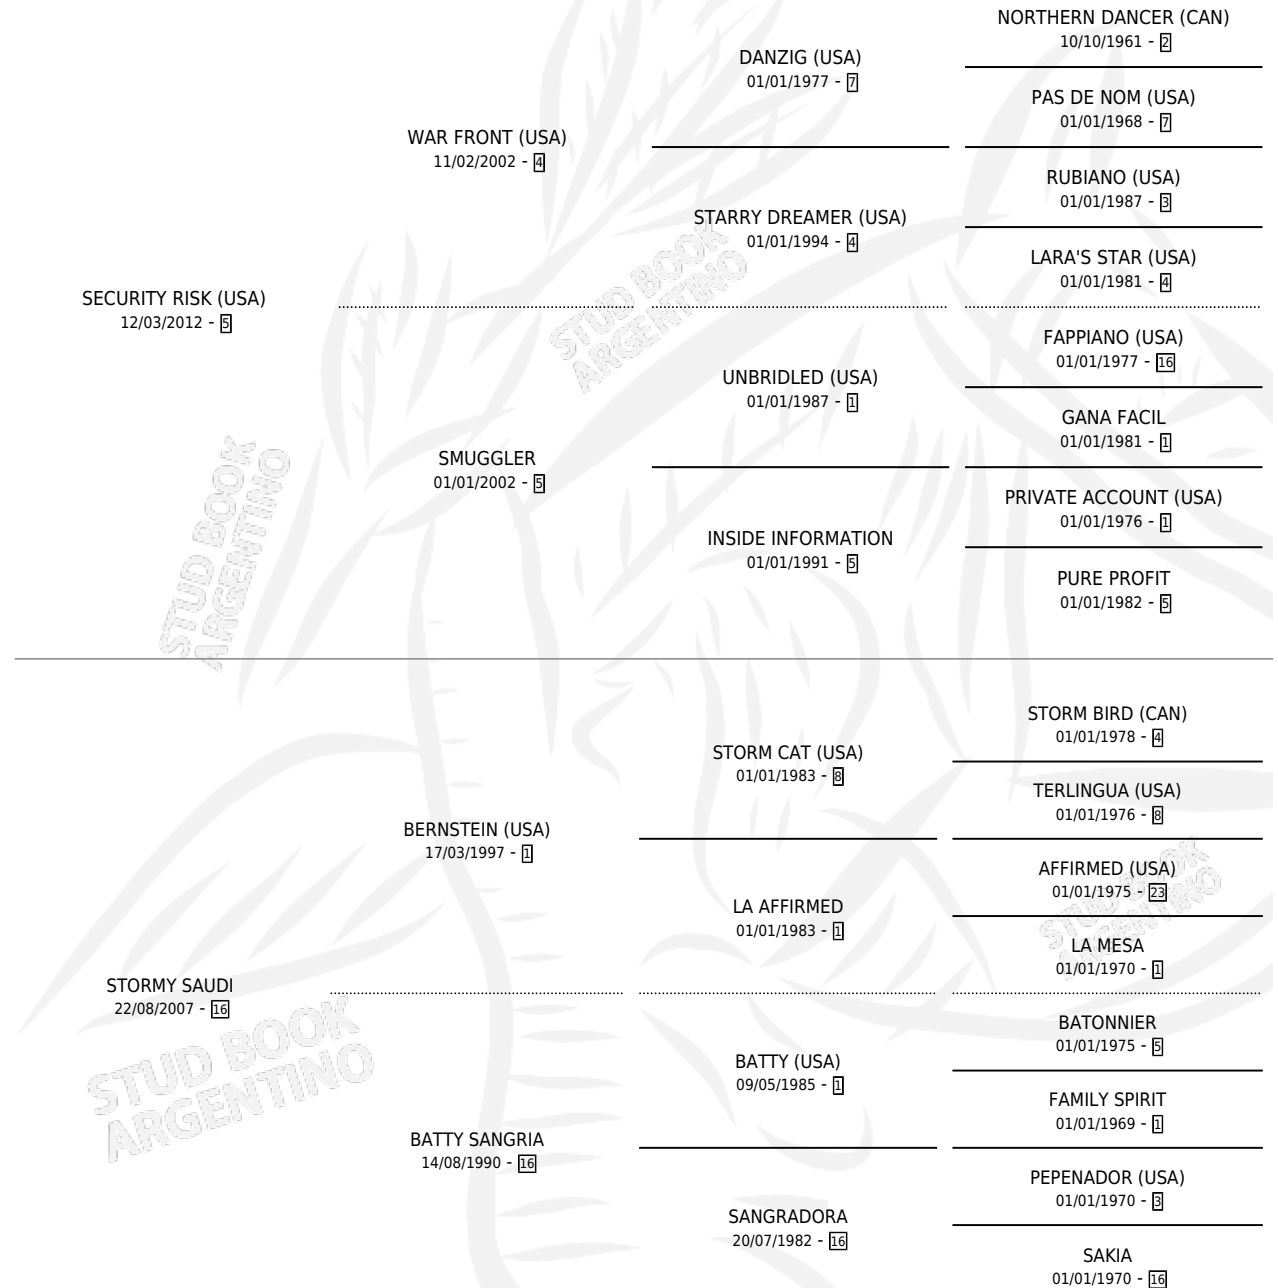 NORTHERN DANCER (CAN)
10/10/1961 - 2
DANZIG (USA)
01/01/1977 - 7
PAS DE NOM (USA)
01/01/1968 - 7
WAR FRONT (USA)
11/02/2002 - 4
RUBIANO (USA)
01/01/1987 - 3
STARRY DREAMER (USA)
01/01/1994 - 4
LARA'S STAR (USA)
01/01/1981 - 4
SECURITY RISK (USA)
12/03/2012 - 5
FAPPIANO (USA)
01/01/1977 - 16
UNBRIDLED (USA)
01/01/1987 - 1
GANA FACIL
01/01/1981 - 1
SMUGGLER
01/01/2002 - 5
PRIVATE ACCOUNT (USA)
01/01/1976 - 1
INSIDE INFORMATION
01/01/1991 - 5
PURE PROFIT
01/01/1982 - 5
STORM BIRD (CAN)
01/01/1978 - 4
STORM CAT (USA)
01/01/1983 - 8
TERLINGUA (USA)
01/01/1976 - 8
BERNSTEIN (USA)
17/03/1997 - 1
AFFIRMED (USA)
01/01/1975 - 23
LA AFFIRMED
01/01/1983 - 1
LA MESA
01/01/1970 - 1
STORMY SAUDI
22/08/2007 - 16
BATONNIER
01/01/1975 - 5
BATTY (USA)
09/05/1985 - 1
FAMILY SPIRIT
01/01/1969 - 1
BATTY SANGRIA
14/08/1990 - 16
PEPENADOR (USA)
01/01/1970 - 3
SANGRADORA
20/07/1982 - 16
SAKIA
01/01/1970 - 16
STUD BOOK
ARGENTINO
STUD BOOK
ARGENTINO
STUD BOOK
ARGENTINO
STUD BOOK
ARGENTINO